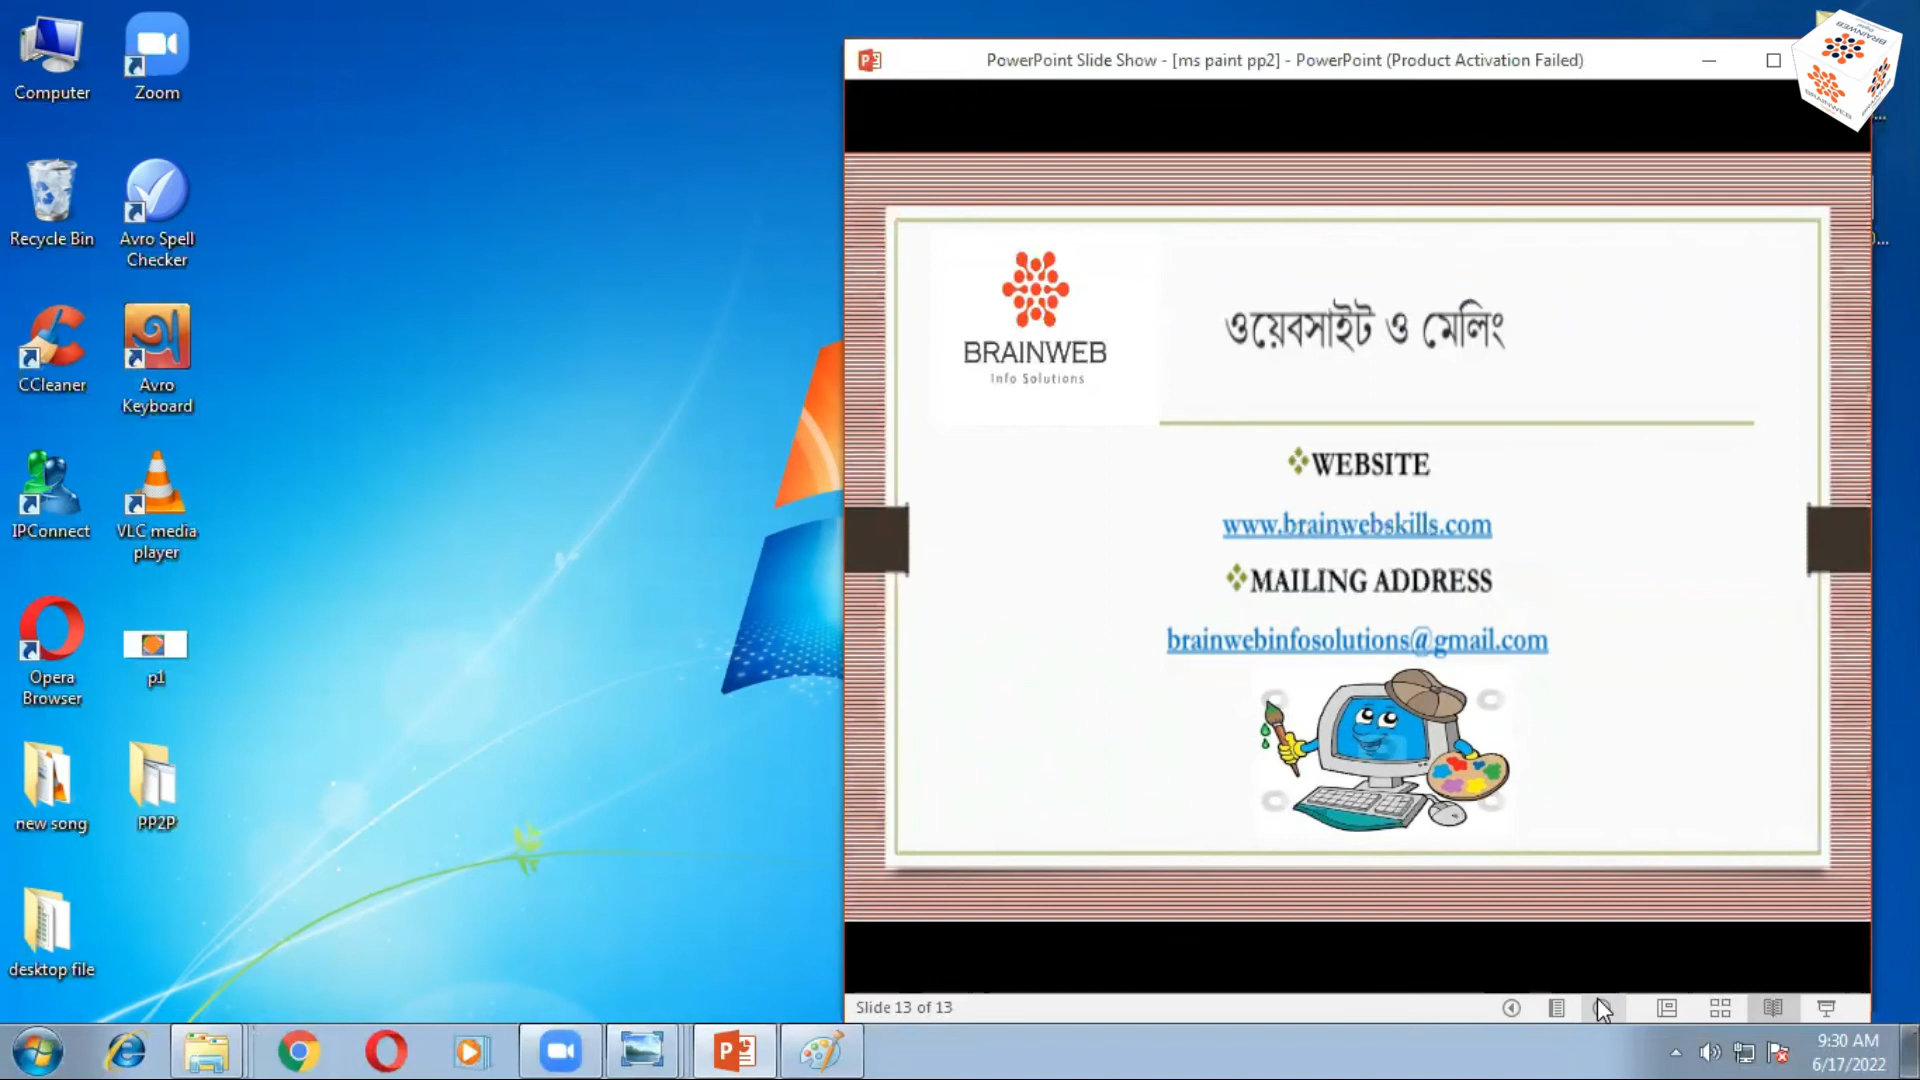 Computer
Zoom
Recycle Bin
Avro Spell
Checker
CCleaner
Avro
Keyboard
IPConnect
VLC media
player
Opera
Browser
p1
new song
PP2P
desktop file
PowerPoint Slide Show - [ms paint pp2] - PowerPoint (Product Activation Failed)
BRAINWEB
BRAINWEB
BRAINWEB
Info Solutions
ওয়েবসাইট ও মেলিং
WEBSITE
www.brainwebskills.com
MAILING ADDRESS
brainwebinfosolutions@gmail.com
Slide 13 of 13
9:30 AM
6/17/2022